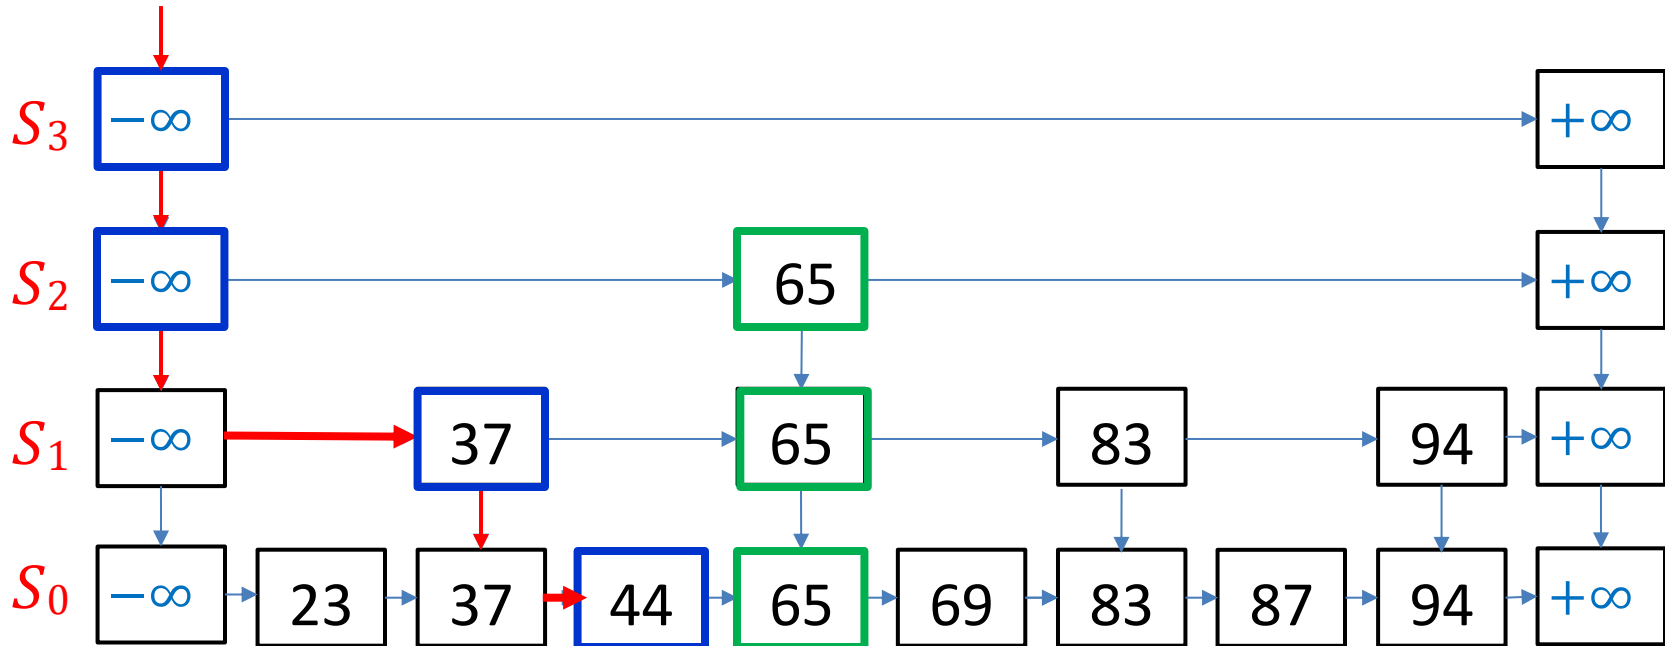 S3 −∞ +∞
S2 −∞ 65 +∞
S1 −∞ 37 65 83 94 +∞
S0 −∞ 23 37 44 65 69 83 87 94 +∞